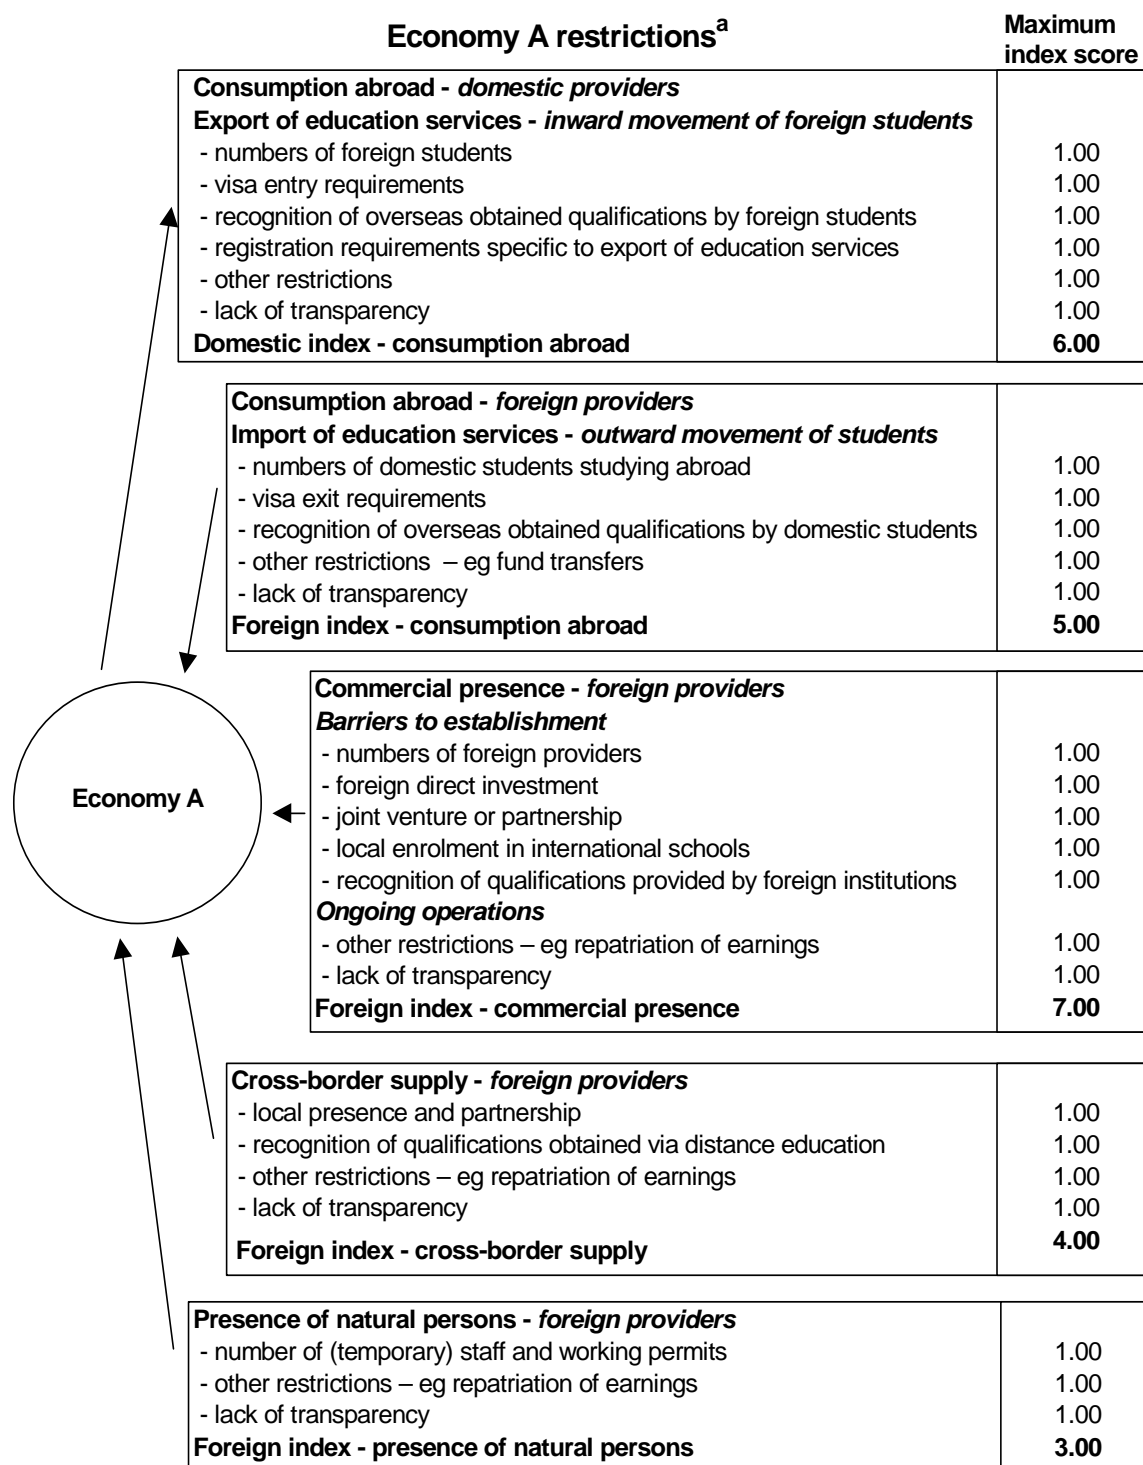 Economy A restrictionsa
Maximum
index score
Consumption abroad - domestic providers
Export of education services - inward movement of foreign students
- numbers of foreign students 1.00
- visa entry requirements 1.00
- recognition of overseas obtained qualifications by foreign students 1.00
- registration requirements specific to export of education services 1.00
- other restrictions 1.00
- lack of transparency 1.00
Domestic index - consumption abroad 6.00
Consumption abroad - foreign providers
Import of education services - outward movement of students
- numbers of domestic students studying abroad 1.00
- visa exit requirements 1.00
- recognition of overseas obtained qualifications by domestic students 1.00
- other restrictions – eg fund transfers 1.00
- lack of transparency 1.00
Foreign index - consumption abroad 5.00
Commercial presence - foreign providers
Barriers to establishment
- numbers of foreign providers 1.00
- foreign direct investment 1.00
- joint venture or partnership 1.00
- local enrolment in international schools 1.00
- recognition of qualifications provided by foreign institutions 1.00
Ongoing operations
- other restrictions – eg repatriation of earnings 1.00
- lack of transparency 1.00
Foreign index - commercial presence 7.00
Economy A
Cross-border supply - foreign providers
- local presence and partnership 1.00
- recognition of qualifications obtained via distance education 1.00
- other restrictions – eg repatriation of earnings 1.00
- lack of transparency 1.00
Foreign index - cross-border supply 4.00
Presence of natural persons - foreign providers
- number of (temporary) staff and working permits 1.00
- other restrictions – eg repatriation of earnings 1.00
- lack of transparency 1.00
Foreign index - presence of natural persons 3.00